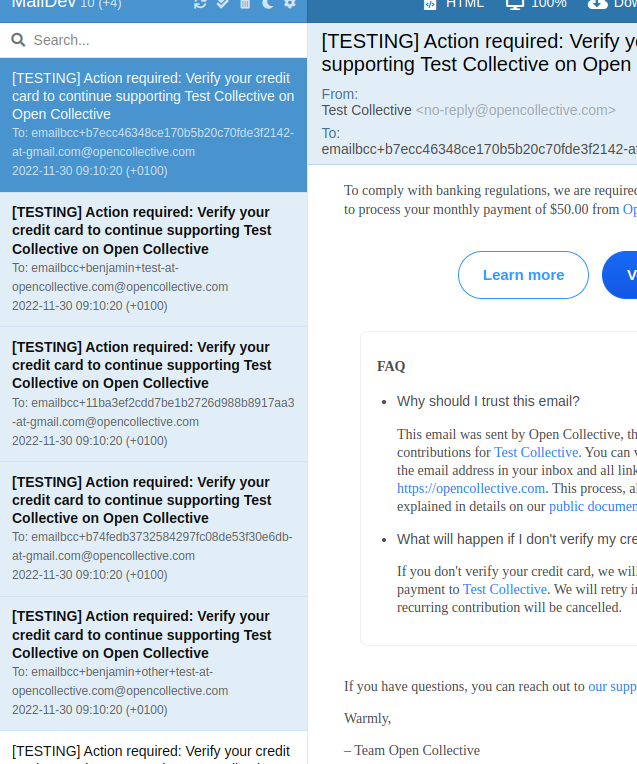 MailDev 10 (+4)
HTML 100% Dow
Search...
[TESTING] Action required: Verify your credit
card to continue supporting Test Collective on
Open Collective
To: emailbcc+b7ecc46348ce170b5b20c70fde3f2142-
at-gmail.com@opencollective.com
2022-11-30 09:10:20 (+0100)
[TESTING] Action required: Verify your
credit card to continue supporting Test
Collective on Open Collective
To: emailbcc+benjamin+test-at-
opencollective.com@opencollective.com
2022-11-30 09:10:20 (+0100)
[TESTING] Action required: Verify your
credit card to continue supporting Test
Collective on Open Collective
To: emailbcc+11ba3ef2cdd7be1b2726d988b8917aa3
-at-gmail.com@opencollective.com
2022-11-30 09:10:20 (+0100)
[TESTING] Action required: Verify your
credit card to continue supporting Test
Collective on Open Collective
To: emailbcc+b74fedb3732584297fc08de53f30e6db-
at-gmail.com@opencollective.com
2022-11-30 09:10:20 (+0100)
[TESTING] Action required: Verify your
credit card to continue supporting Test
Collective on Open Collective
To: emailbcc+benjamin+other+test-at-
opencollective.com@opencollective.com
2022-11-30 09:10:20 (+0100)
[TESTING] Action required: Verify your credit
[TESTING] Action required: Verify y
supporting Test Collective on Open
From:
Test Collective <no-reply@opencollective.com>
To:
emailbcc+b7ecc46348ce170b5b20c70fde3f2142-at
To comply with banking regulations, we are require
to process your monthly payment of $50.00 from Op
Learn more
V
FAQ
• Why should I trust this email?
This email was sent by Open Collective, th
contributions for Test Collective. You can v
the email address in your inbox and all link
https://opencollective.com. This process, al
explained in details on our public documen
• What will happen if I don't verify my cre
If you don't verify your credit card, we will
payment to Test Collective. We will retry i
recurring contribution will be cancelled.
If you have questions, you can reach out to our supp
Warmly,
– Team Open Collective